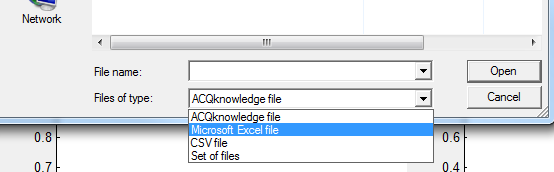 Network
File name:
Open
Files of type:
ACQknowledge file
Cancel
ACQknowledge file
Microsoft Excel file
CSV file
Set of files
0.8
0.6
0.7
0.4